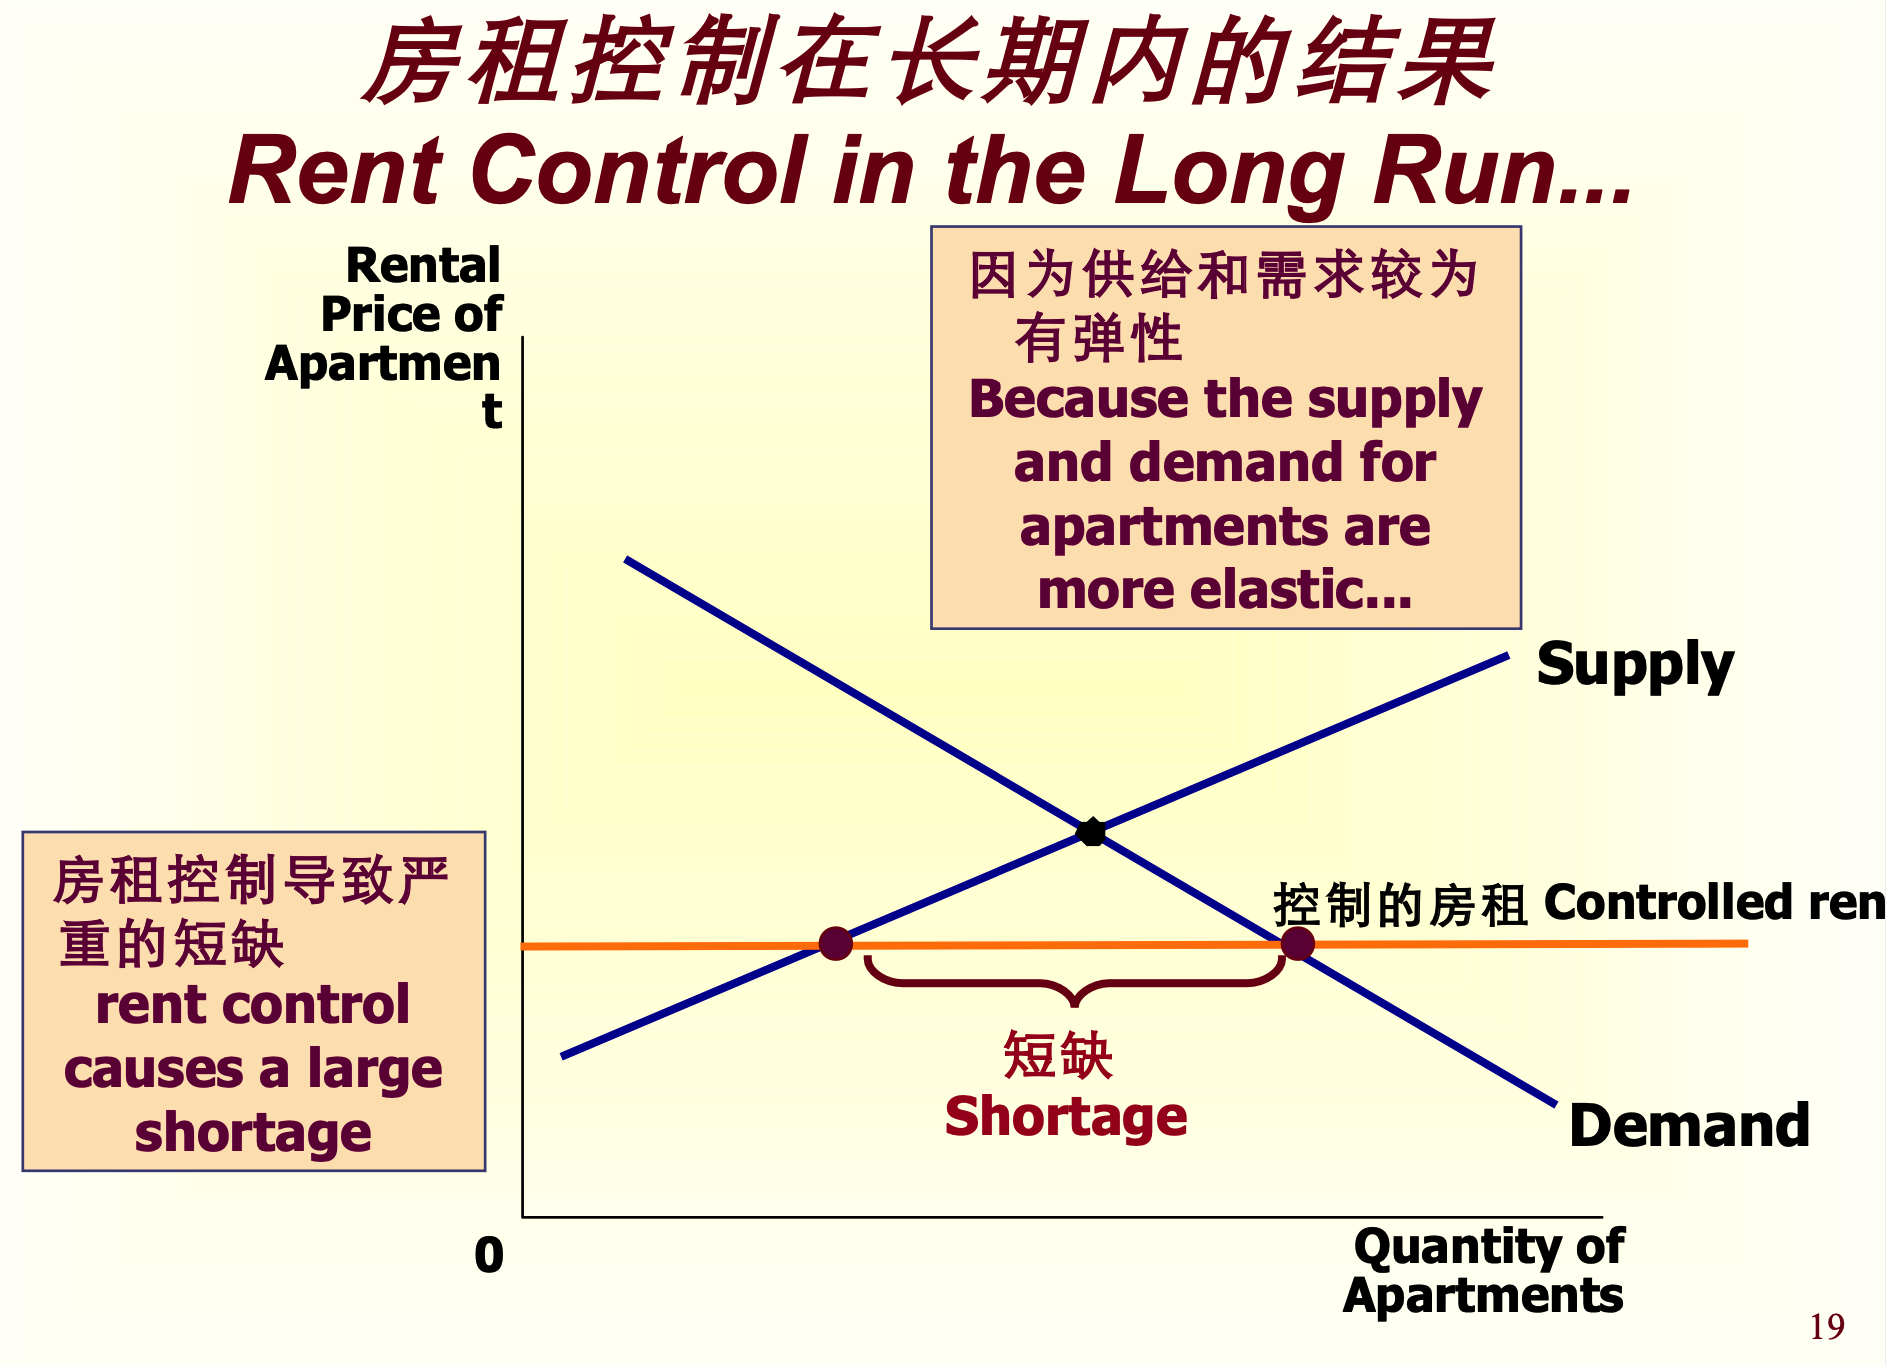 房租控制在长期内的结果
Rent Control in the Long Run...
Rental
Price of
Apartmen
t
因为供给和需求较为
有弹性
Because the supply
and demand for
apartments are
more elastic...
Supply
房租控制导致严
重的短缺
rent control
causes a large
shortage
控制的房租 Controlled ren
短缺
Shortage
Demand
0
Quantity of
Apartments
19